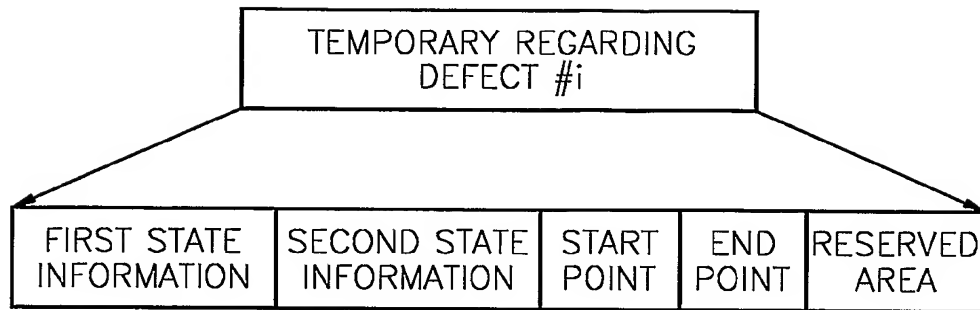 TEMPORARY REGARDING
DEFECT #i
FIRST STATE
INFORMATION
SECOND STATE
INFORMATION
START
POINT
END
POINT
RESERVED
AREA